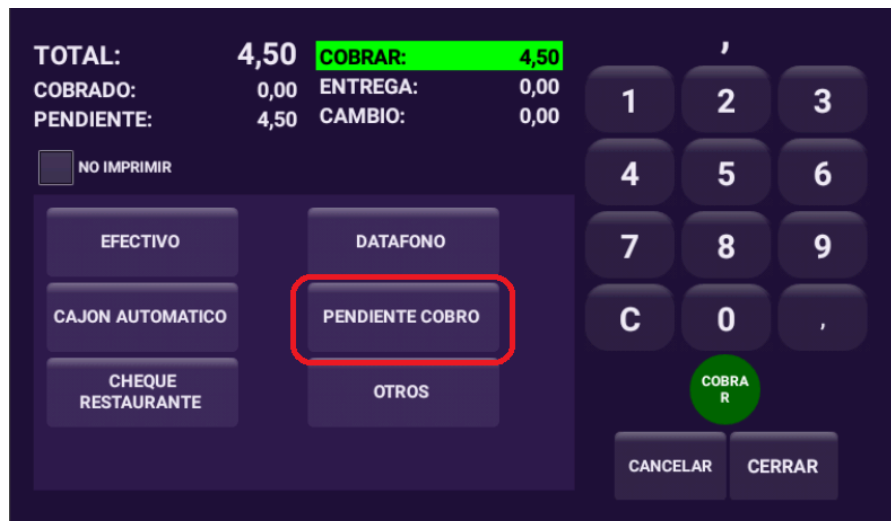 TOTAL: 4,50
COBRADO: 0,00
PENDIENTE: 4,50
COBRAR: 4,50
ENTREGA: 0,00
CAMBIO: 0,00
NO IMPRIMIR
EFECTIVO
DATAFONO
CAJON AUTOMATICO
PENDIENTE COBRO
CHEQUE
RESTAURANTE
OTROS
,
1 2 3
4 5 6
7 8 9
C 0 ,
COBRA
R
CANCELAR
CERRAR